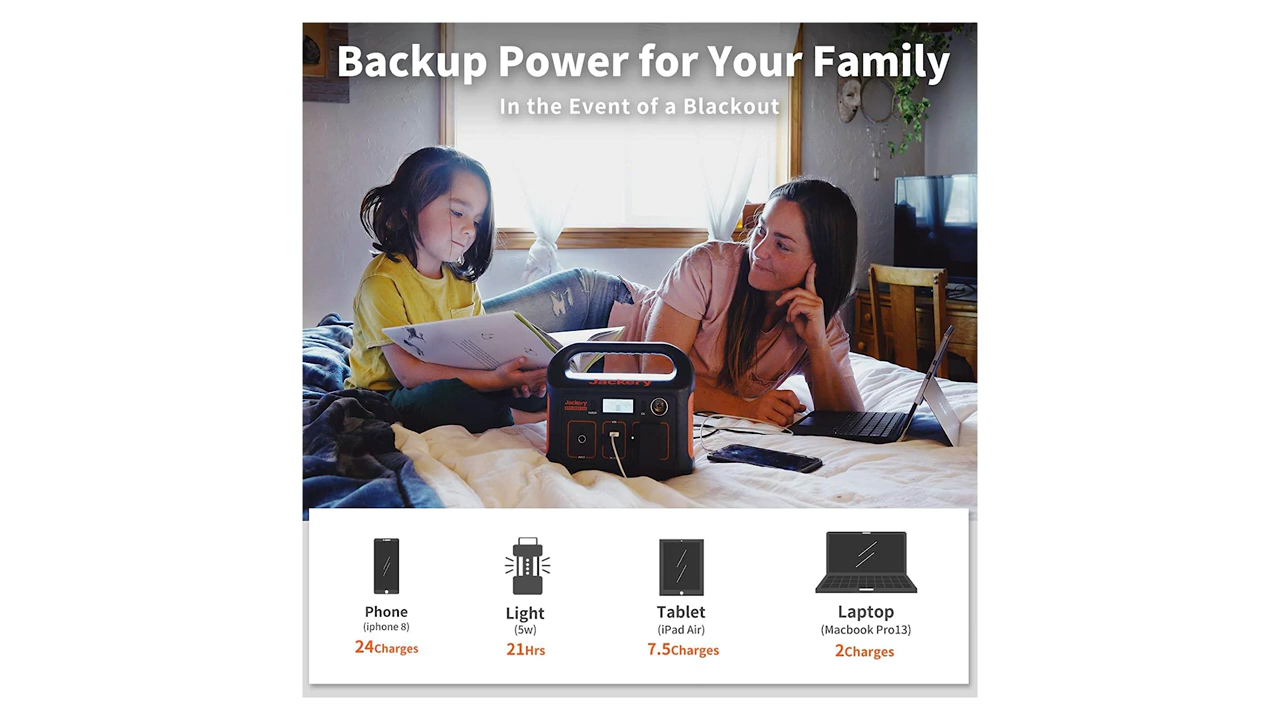 Backup Power for Your Family
In the Event of a Blackout
Jackery
Jackery
Phone
(iphone 8)
24Charges
Light
(5w)
21Hrs
Tablet
(iPad Air)
7.5Charges
Laptop
(Macbook Pro13)
2Charges